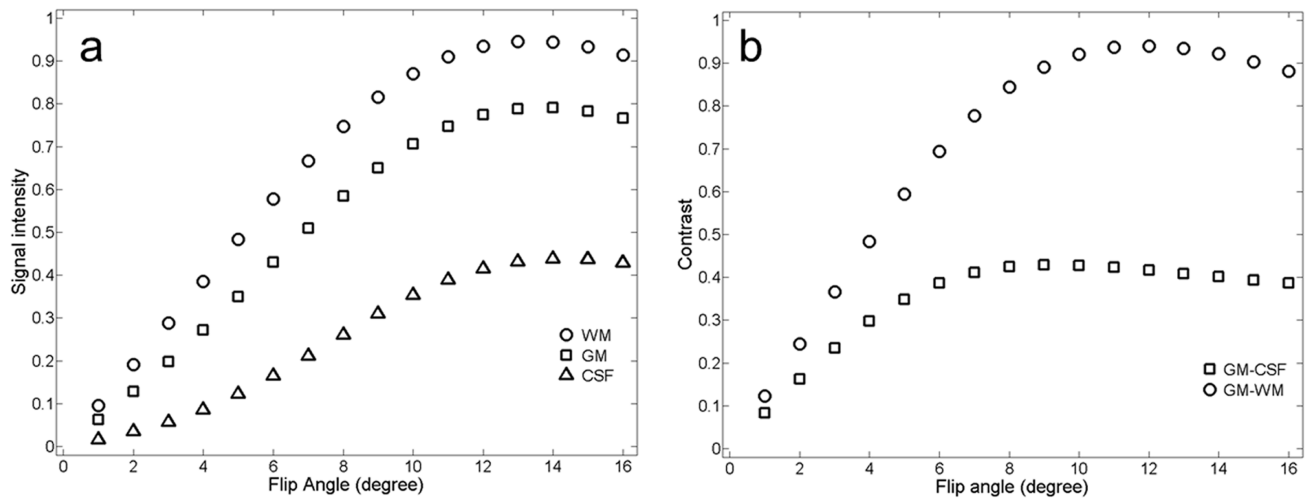 a
1
0.9
0.8
0.7
0.6
0.5
0.4
0.3
0.2
0.1
0
Signal intensity
WM
GM
CSF
0 2 4 6 8 10 12 14 16
Flip Angle (degree)
b
1
0.9
0.8
0.7
0.6
0.5
0.4
0.3
0.2
0.1
0
Contrast
GM-CSF
GM-WM
0 2 4 6 8 10 12 14 16
Flip angle (degree)